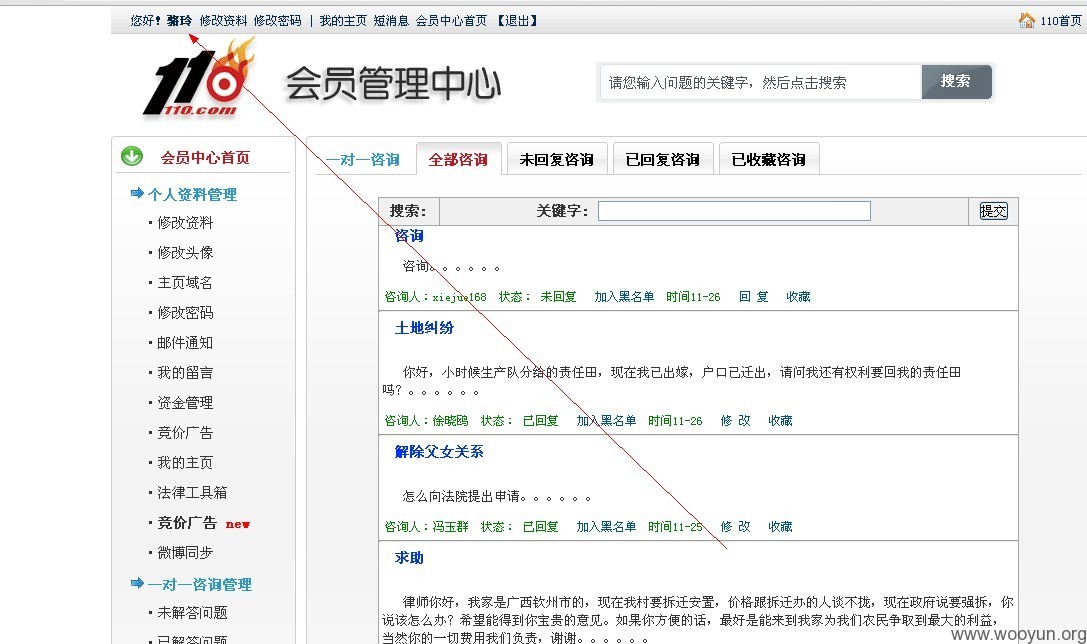 您好! 骆玲 修改资料 修改密码 | 我的主页 短消息 会员中心首页 【退出】
110首页
110
110.com
会员管理中心
请您输入问题的关键字，然后点击搜索
搜索
会员中心首页
个人资料管理
·修改资料
·修改头像
·主页域名
·修改密码
·邮件通知
·我的留言
·资金管理
·竞价广告
·我的主页
·法律工具箱
·竞价广告 new
·微博同步
一对一咨询管理
·未解答问题
·已解答问题
一对一咨询 全部咨询 未回复咨询 已回复咨询 已收藏咨询
搜索： 关键字： 提交
咨询
咨询。。。。。。
咨询人：xiejue168 状态： 未回复 加入黑名单 时间11-26 回 复 收藏
土地纠纷
你好，小时候生产队分给的责任田，现在我已出嫁，户口已迁出，请问我还有权利要回我的责任田
吗？。。。。。。
咨询人：徐晓鸥 状态： 已回复 加入黑名单 时间11-26 修 改 收藏
解除父女关系
怎么向法院提出申请。。。。。。
咨询人：冯玉群 状态： 已回复 加入黑名单 时间11-25 修 改 收藏
求助
律师你好，我家是广西钦州市的，现在我村要拆迁安置，价格跟拆迁办的人谈不拢，现在政府说要强拆，你
说该怎么办？希望能得到你宝贵的意见。如果你方便的话，最好是能来到我家为我们农民争取到最大的利益，
当然你的一切费用我们负责，谢谢。。。。。。
www.wooyun.org